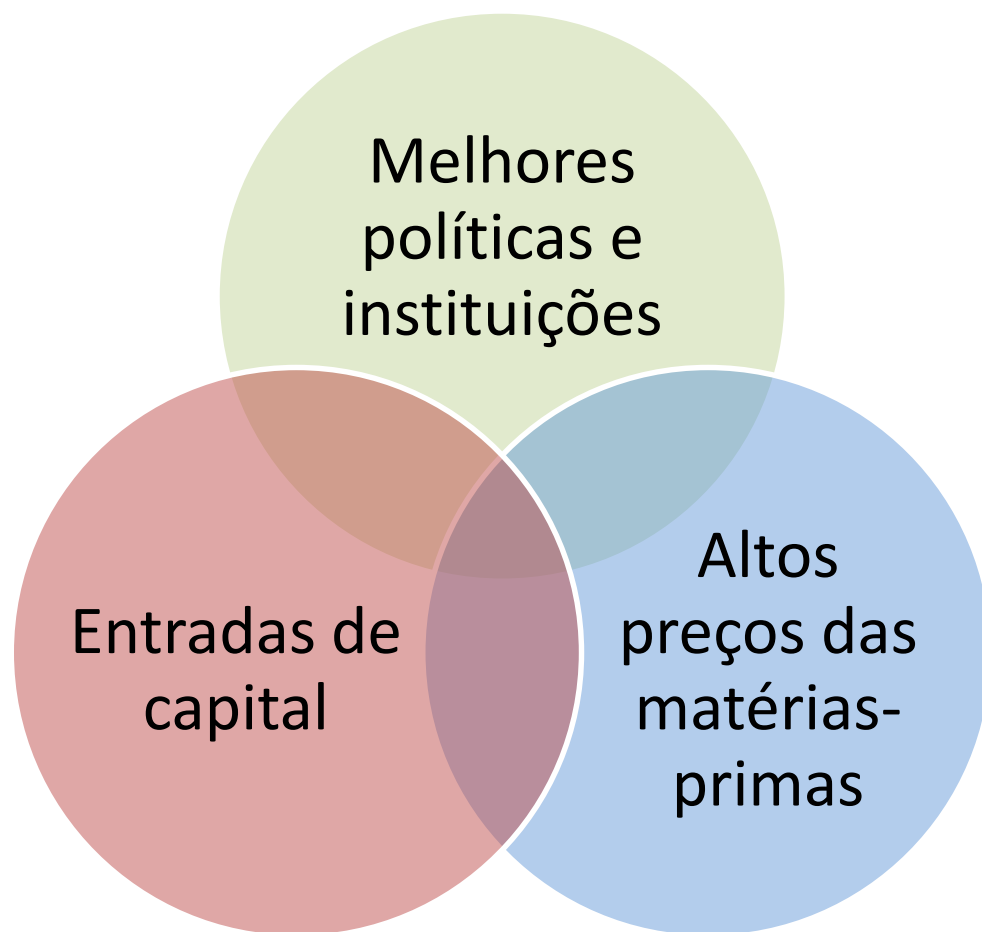 Melhores
políticas e
instituições
Entradas de
capital
Altos
preços das
matérias-
primas